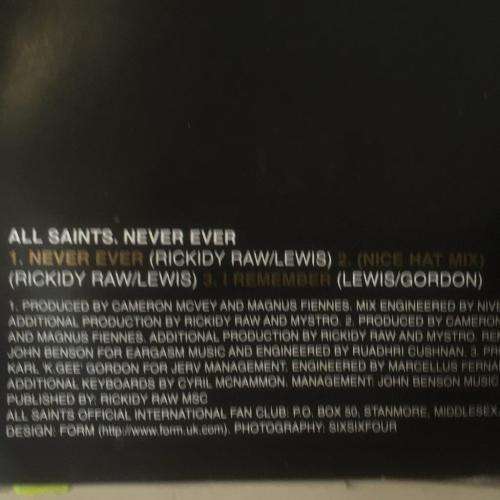 ALL SAINTS. NEVER EVER
1. NEVER EVER (RICKIDY RAW/LEWIS) 2. (NICE HAT MIX)
(RICKIDY RAW/LEWIS) 3. I REMEMBER (LEWIS/GORDON)
1. PRODUCED BY CAMERON MCVEY AND MAGNUS FIENNES. MIX ENGINEERED BY
ADDITIONAL PRODUCTION BY RICKIDY RAW AND MYSTRO. 2. PRODUCED BY
AND MAGNUS FIENNES. ADDITIONAL PRODUCTION BY RICKIDY RAW AND MYSTRO.
JOHN BENSON FOR EARGASM MUSIC AND ENGINEERED BY RUADHRI CUSHNAN. 3.
KARL 'K.GEE' GORDON FOR JERV MANAGEMENT. ENGINEERED BY MARCELLUS
ADDITIONAL KEYBOARDS BY CYRIL MCNAMMON. MANAGEMENT: JOHN BENSON MUSIC
PUBLISHED BY: RICKIDY RAW MSC
ALL SAINTS OFFICIAL INTERNATIONAL FAN CLUB: P.O. BOX 50, STANMORE, MIDDLESEX
DESIGN: FORM (http://www.form.uk.com). PHOTOGRAPHY: SIXSIXFOUR